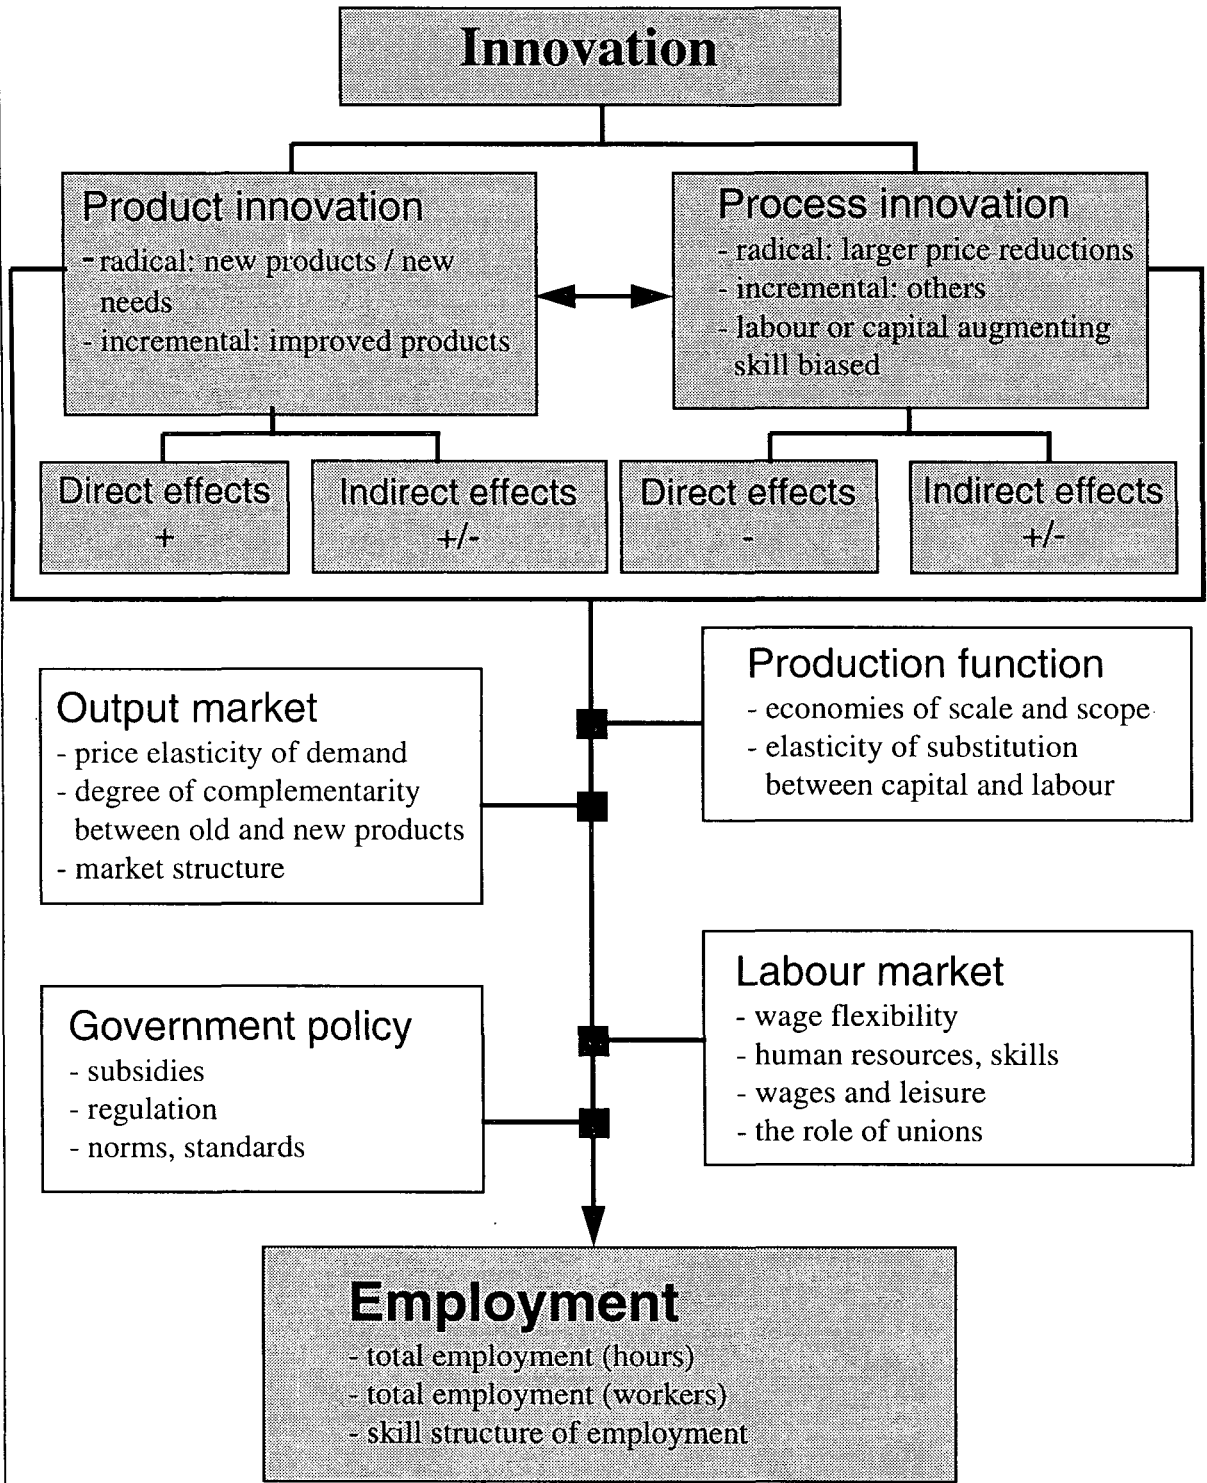 Innovation
Product innovation
- radical: new products / new
needs
- incremental: improved products
Process innovation
- radical: larger price reductions
- incremental: others
- labour or capital augmenting
skill biased
Direct effects
+
Indirect effects
+/-
Direct effects
-
Indirect effects
+/-
Production function
- economies of scale and scope
- elasticity of substitution
between capital and labour
Output market
- price elasticity of demand
- degree of complementarity
between old and new products
- market structure
Labour market
- wage flexibility
- human resources, skills
- wages and leisure
- the role of unions
Government policy
- subsidies
- regulation
- norms, standards
Employment
- total employment (hours)
- total employment (workers)
- skill structure of employment